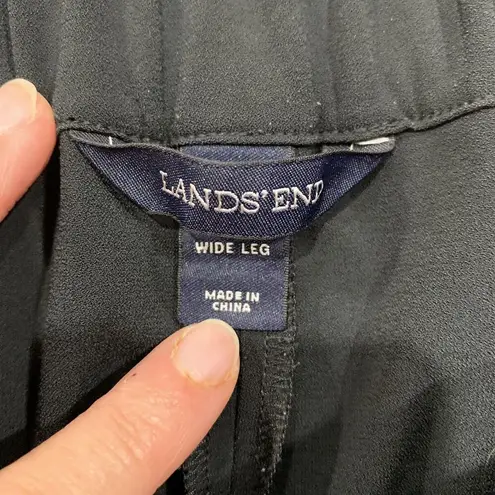 LANDS' END
WIDE LEG
MADE IN
CHINA